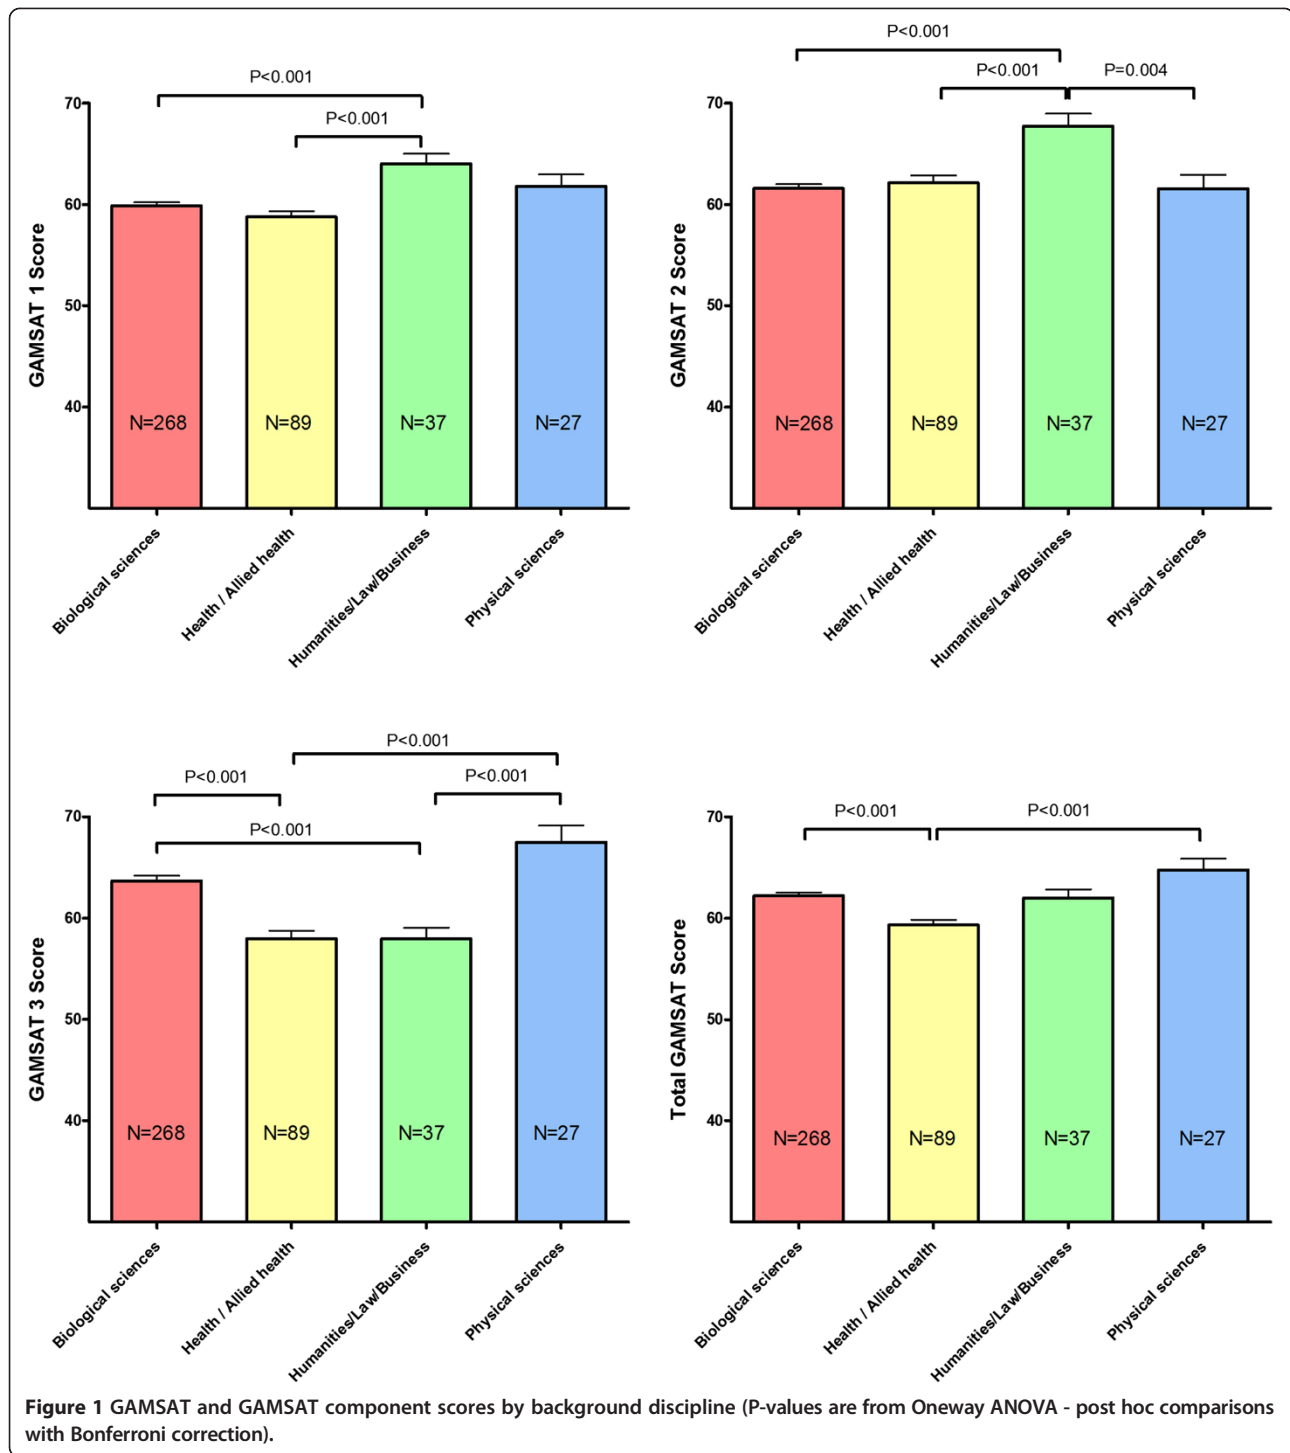 P<0.001
P<0.001
70
60
50
40
GAMSAT 1 Score
N=268
N=89
N=37
N=27
Biological sciences
Health / Allied health
Humanities/Law/Business
Physical sciences
P<0.001
P<0.001
P=0.004
70
60
50
40
GAMSAT 2 Score
N=268
N=89
N=37
N=27
Biological sciences
Health / Allied health
Humanities/Law/Business
Physical sciences
P<0.001
P<0.001
P<0.001
P<0.001
70
60
50
40
GAMSAT 3 Score
N=268
N=89
N=37
N=27
Biological sciences
Health / Allied health
Humanities/Law/Business
Physical sciences
P<0.001
P<0.001
70
60
50
40
Total GAMSAT Score
N=268
N=89
N=37
N=27
Biological sciences
Health / Allied health
Humanities/Law/Business
Physical sciences
Figure 1 GAMSAT and GAMSAT component scores by background discipline (P-values are from Oneway ANOVA - post hoc comparisons
with Bonferroni correction).